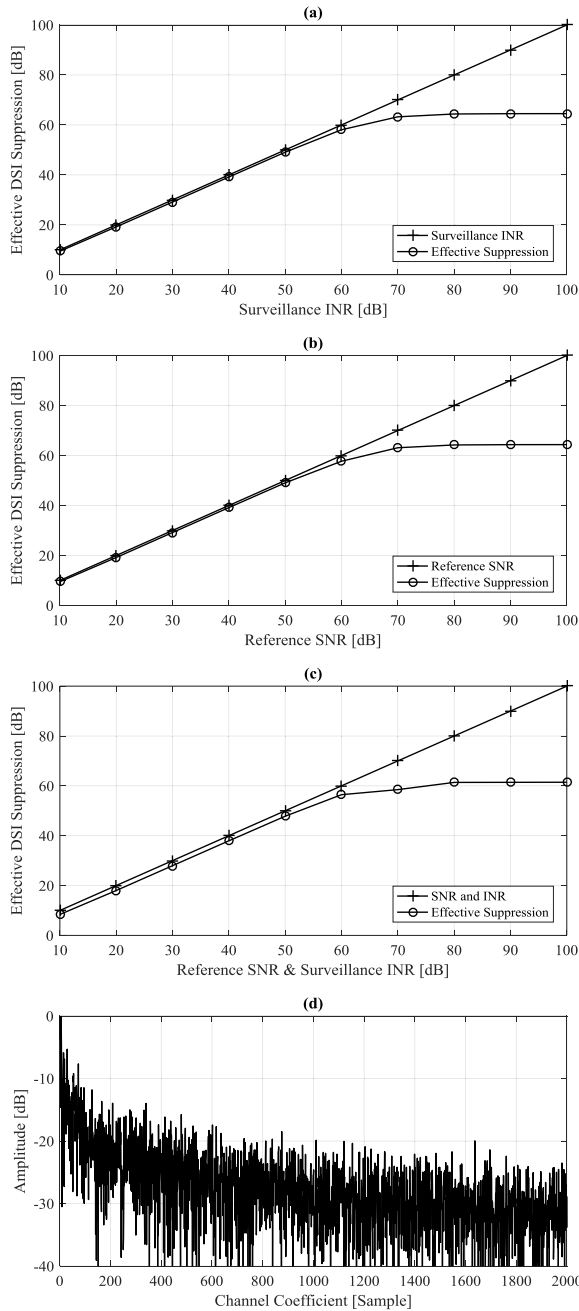 (a)
Effective DSI Suppression [dB]
100
80
60
40
20
0
Surveillance INR
Effective Suppression
10 20 30 40 50 60 70 80 90 100
Surveillance INR [dB]
(b)
Effective DSI Suppression [dB]
100
80
60
40
20
0
Reference SNR
Effective Suppression
10 20 30 40 50 60 70 80 90 100
Reference SNR [dB]
(c)
Effective DSI Suppression [dB]
100
80
60
40
20
0
SNR and INR
Effective Suppression
10 20 30 40 50 60 70 80 90 100
Reference SNR & Surveillance INR [dB]
(d)
Amplitude [dB]
0
-10
-20
-30
-40
0 200 400 600 800 1000 1200 1400 1600 1800 2000
Channel Coefficient [Sample]